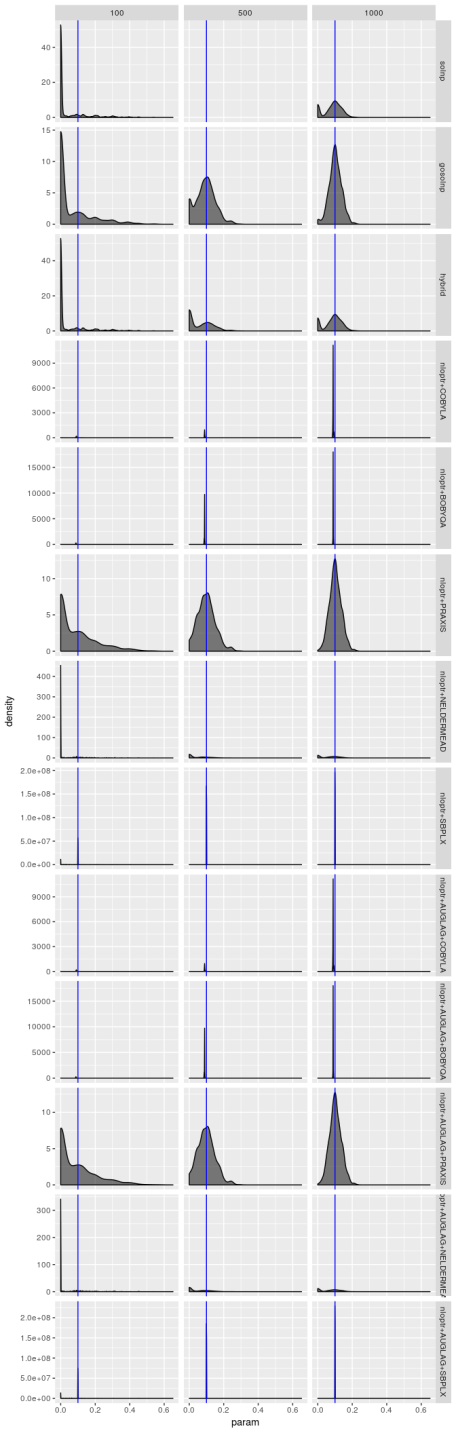 100 500 1000
40
20
0
solnp
15
10
5
0
gosolnp
40
20
0
hybrid
9000
6000
3000
0
nloptr+COBYLA
15000
10000
5000
0
nloptr+BOBYQA
10
5
0
nloptr+PRAXIS
400
300
200
100
0
nloptr+NELDERMEAD
2.0e+08
1.5e+08
1.0e+08
5.0e+07
0.0e+00
nloptr+SBPLX
9000
6000
3000
0
nloptr+AUGLAG+COBYLA
15000
10000
5000
0
nloptr+AUGLAG+BOBYQA
10
5
0
nloptr+AUGLAG+PRAXIS
300
200
100
0
optr+AUGLAG+NELDERMEA
2.0e+08
1.5e+08
1.0e+08
5.0e+07
0.0e+00
nloptr+AUGLAG+SBPLX
0.0 0.2 0.4 0.6 0.0 0.2 0.4 0.6 0.0 0.2 0.4 0.6
param
density